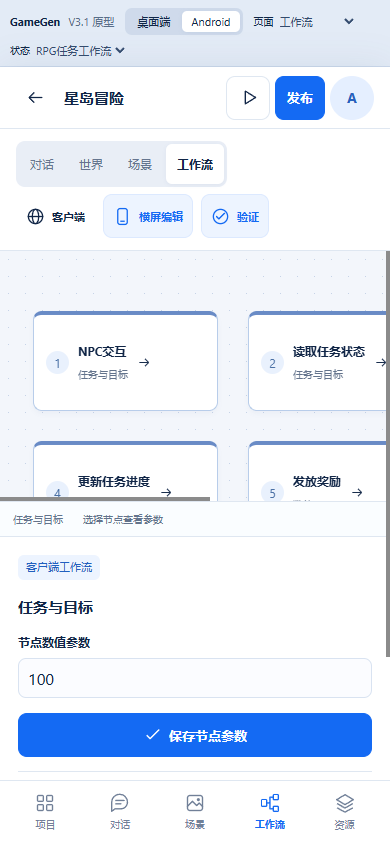 GameGen V3.1 原型 桌面端 Android 页面 工作流
状态 RPG任务工作流
星岛冒险 发布 A
对话 世界 场景 工作流
客户端 横屏编辑 验证
1 NPC交互
任务与目标
2 读取任务状态
任务与目标
4 更新任务进度
5 发放奖励
任务与目标 选择节点查看参数
客户端工作流
任务与目标
节点数值参数
100
保存节点参数
项目 对话 场景 工作流 资源